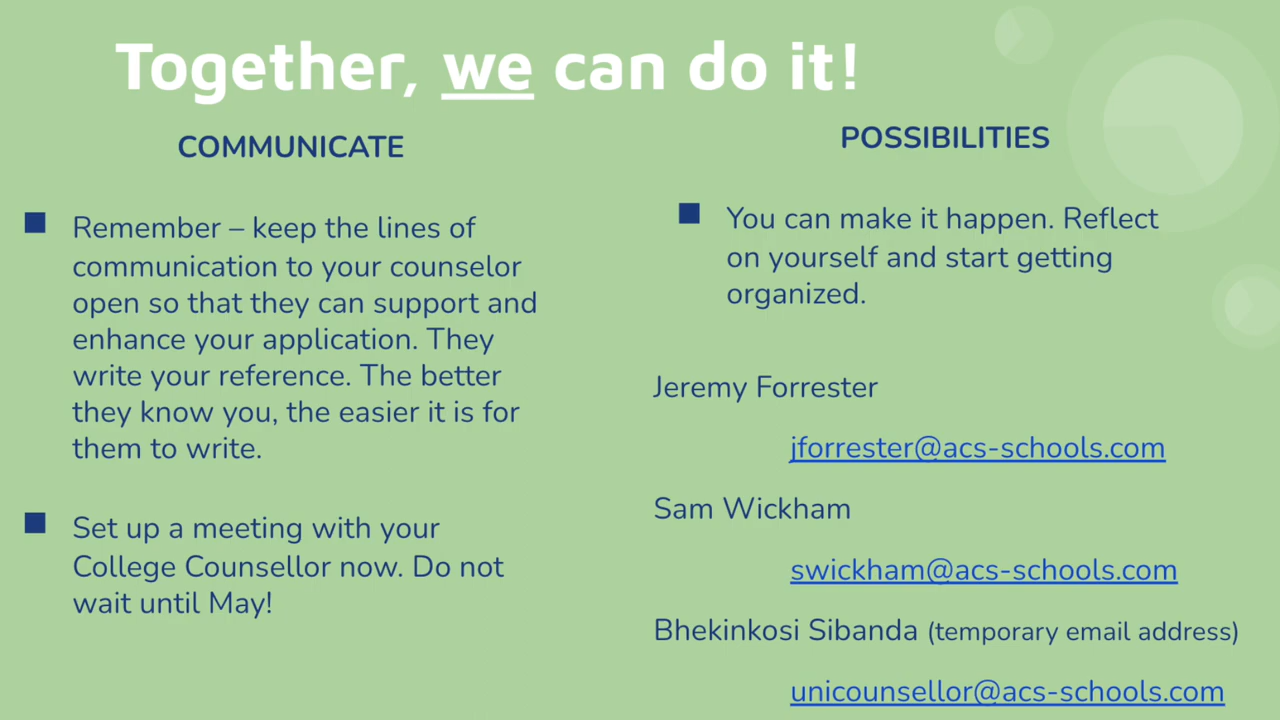 Together, we can do it!
COMMUNICATE
■ Remember – keep the lines of
communication to your counselor
open so that they can support and
enhance your application. They
write your reference. The better
they know you, the easier it is for
them to write.
■ Set up a meeting with your
College Counsellor now. Do not
wait until May!
POSSIBILITIES
■ You can make it happen. Reflect
on yourself and start getting
organized.
Jeremy Forrester
jforrester@acs-schools.com
Sam Wickham
swickham@acs-schools.com
Bhekinkosi Sibanda (temporary email address)
unicounsellor@acs-schools.com